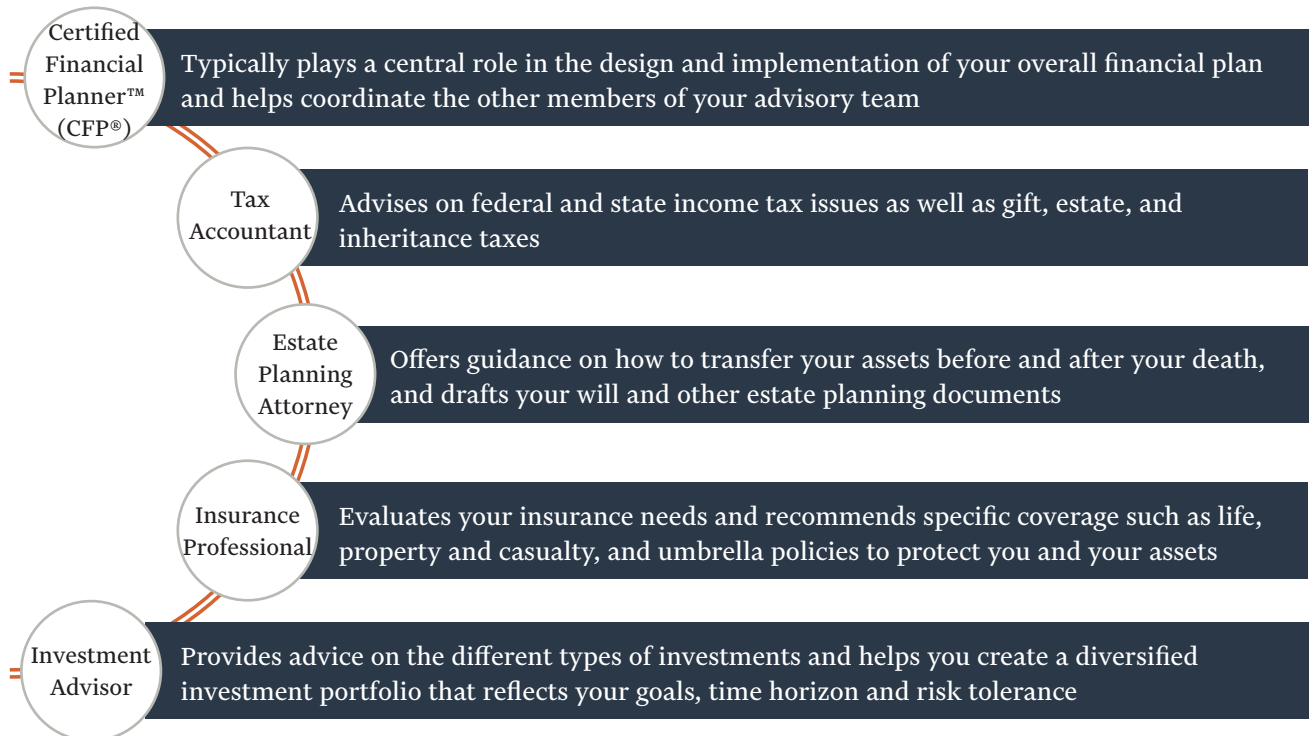 Certified
Financial
Planner™
(CFP®)
Typically plays a central role in the design and implementation of your overall financial plan
and helps coordinate the other members of your advisory team
Tax
Accountant
Advises on federal and state income tax issues as well as gift, estate, and
inheritance taxes
Estate
Planning
Attorney
Offers guidance on how to transfer your assets before and after your death,
and drafts your will and other estate planning documents
Insurance
Professional
Evaluates your insurance needs and recommends specific coverage such as life,
property and casualty, and umbrella policies to protect you and your assets
Investment
Advisor
Provides advice on the different types of investments and helps you create a diversified
investment portfolio that reflects your goals, time horizon and risk tolerance